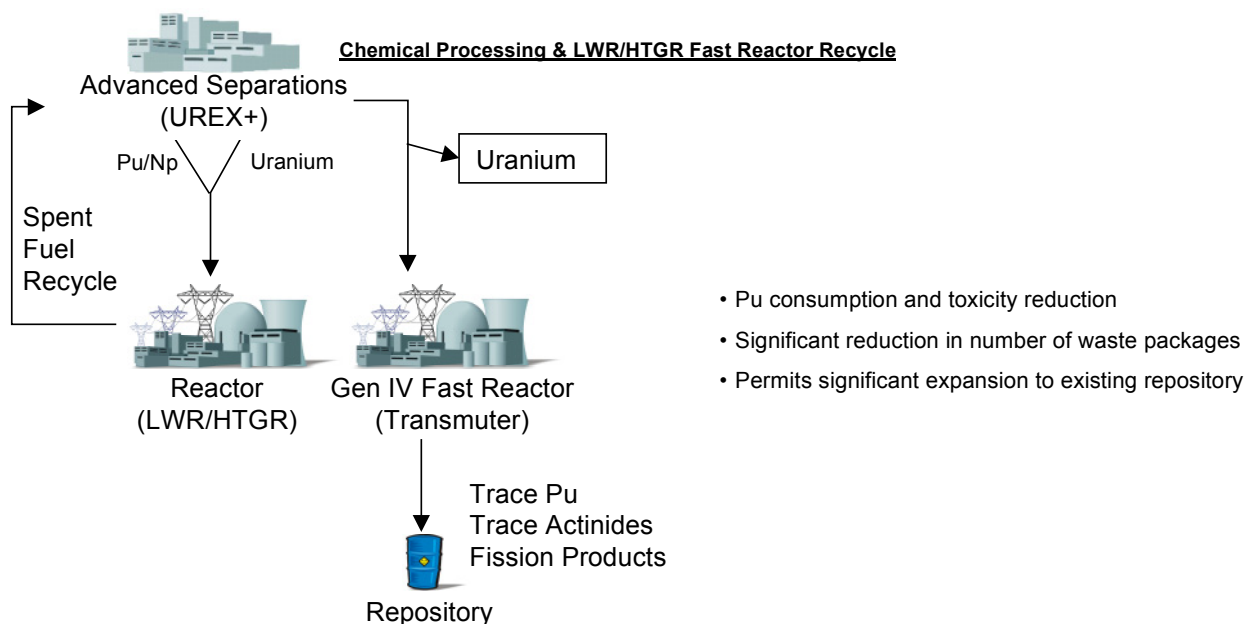 Chemical Processing & LWR/HTGR Fast Reactor Recycle
Advanced Separations
(UREX+)
Pu/Np
Uranium
Uranium
Spent
Fuel
Recycle
Reactor
(LWR/HTGR)
Gen IV Fast Reactor
(Transmuter)
• Pu consumption and toxicity reduction
• Significant reduction in number of waste packages
• Permits significant expansion to existing repository
Trace Pu
Trace Actinides
Fission Products
Repository